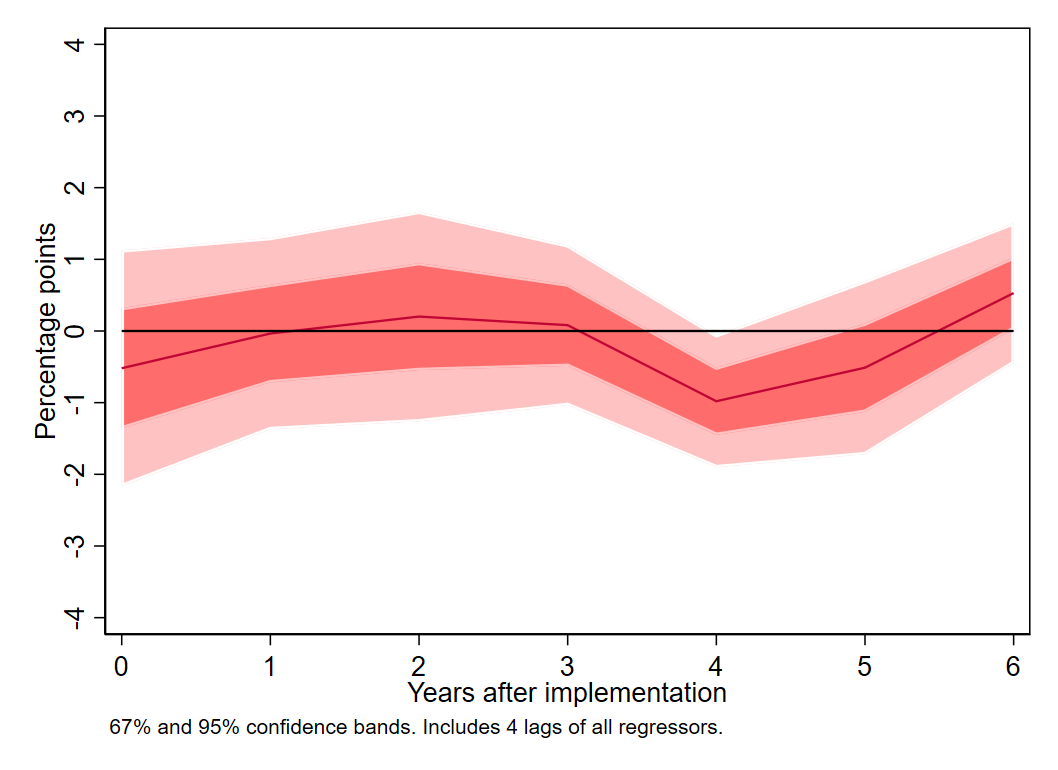 4
3
2
1
0
-1
-2
-3
-4
Percentage points
0 1 2 3 4 5 6
Years after implementation
67% and 95% confidence bands. Includes 4 lags of all regressors.